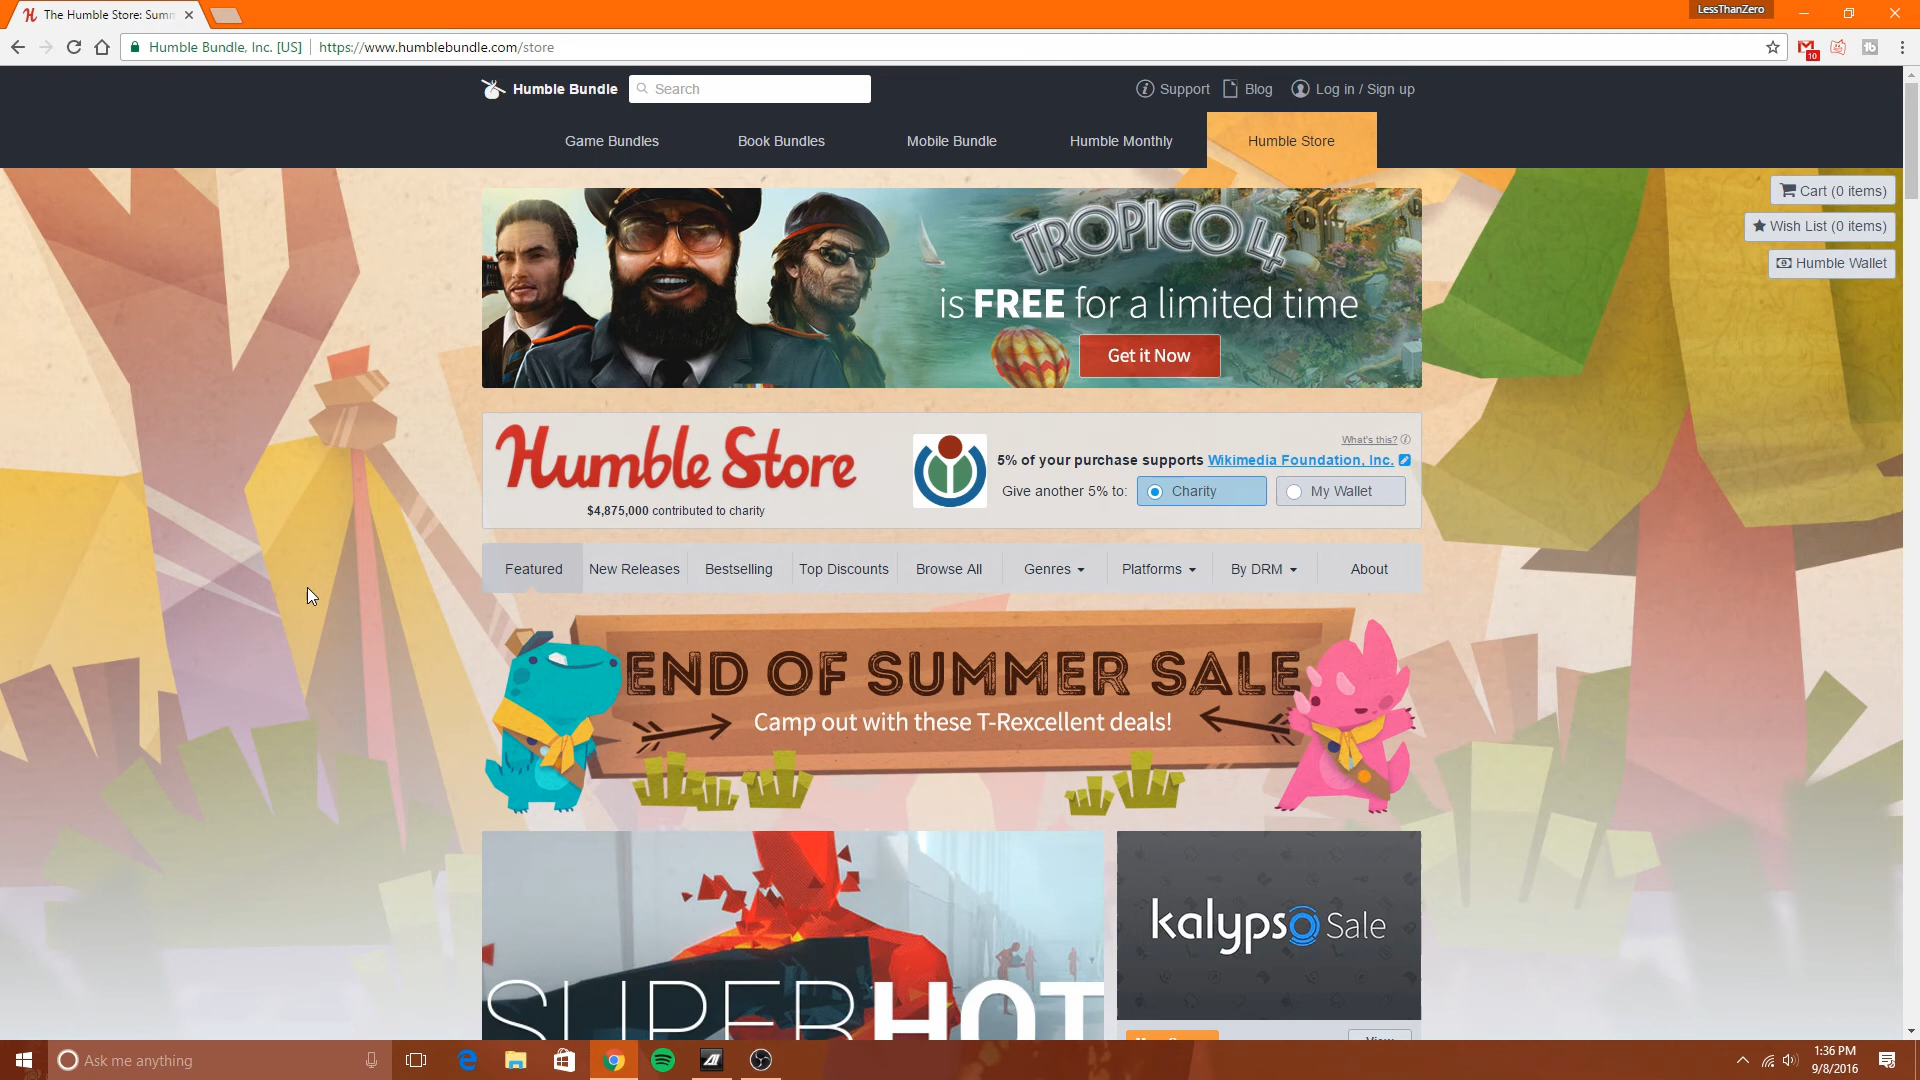 The Humble Store: Sum
LessThanZero
Humble Bundle, Inc. [US]
https://www.humblebundle.com/store
10
Humble Bundle
Search
Support
Blog
Log in / Sign up
Game Bundles
Book Bundles
Mobile Bundle
Humble Monthly
Humble Store
Cart (0 items)
Wish List (0 items)
Humble Wallet
TROPICO 4
is FREE for a limited time
Get it Now
Humble Store
$4,875,000 contributed to charity
What's this?
5% of your purchase supports Wikimedia Foundation, Inc.
Give another 5% to:
Charity
My Wallet
Featured
New Releases
Bestselling
Top Discounts
Browse All
Genres
Platforms
By DRM
About
END OF SUMMER SALE
Camp out with these T-Rexcellent deals!
SUPERHOT
kalypso Sale
View
Ask me anything
1:36 PM
9/8/2016